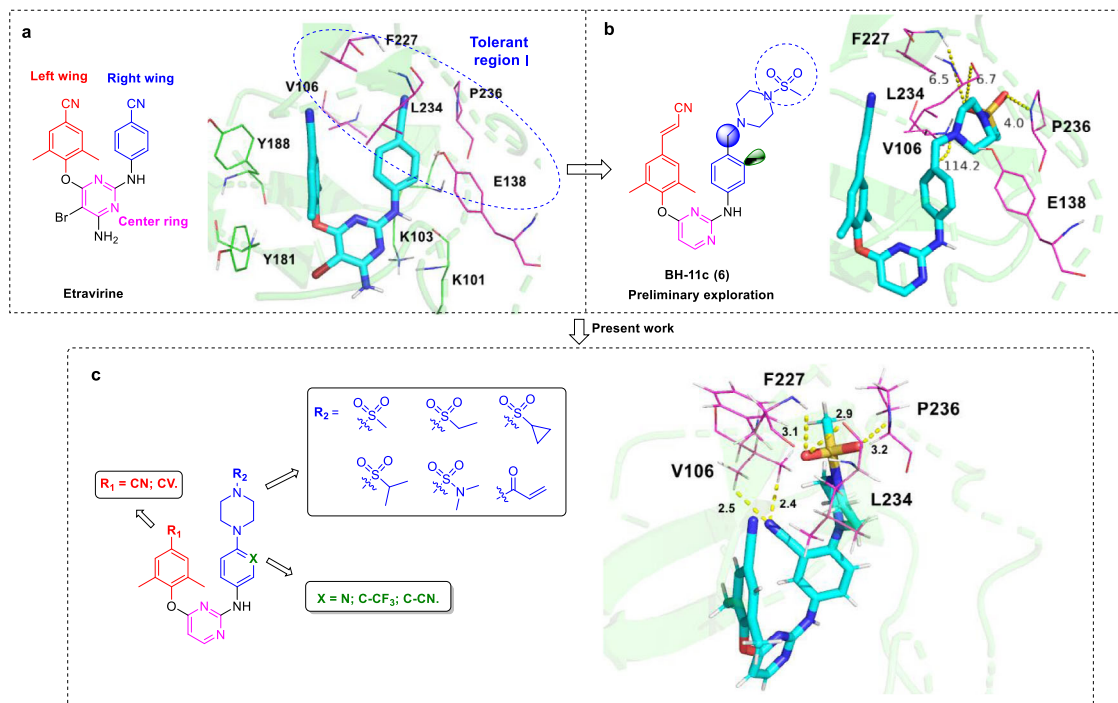 a
Left wing
Right wing
CN
CN
O
NH
N
N
Br
Center ring
NH2
Etravirine
F227
Tolerant
region I
V106
L234
P236
Y188
E138
K103
Y181
K101
b
CN
O
S
O
N
N
O
NH
N
N
BH-11c (6)
Preliminary exploration
F227
6.5
6.7
L234
4.0
P236
V106
114.2
E138
Present work
c
R1 = CN; CV.
R2 =
O O
S
O O
S
O O
S
O O
S
O O
S
N
O
R2
N
N
R1
X
O
NH
N
N
X = N; C-CF3; C-CN.
F227
P236
2.9
3.1
3.2
V106
L234
2.5
2.4